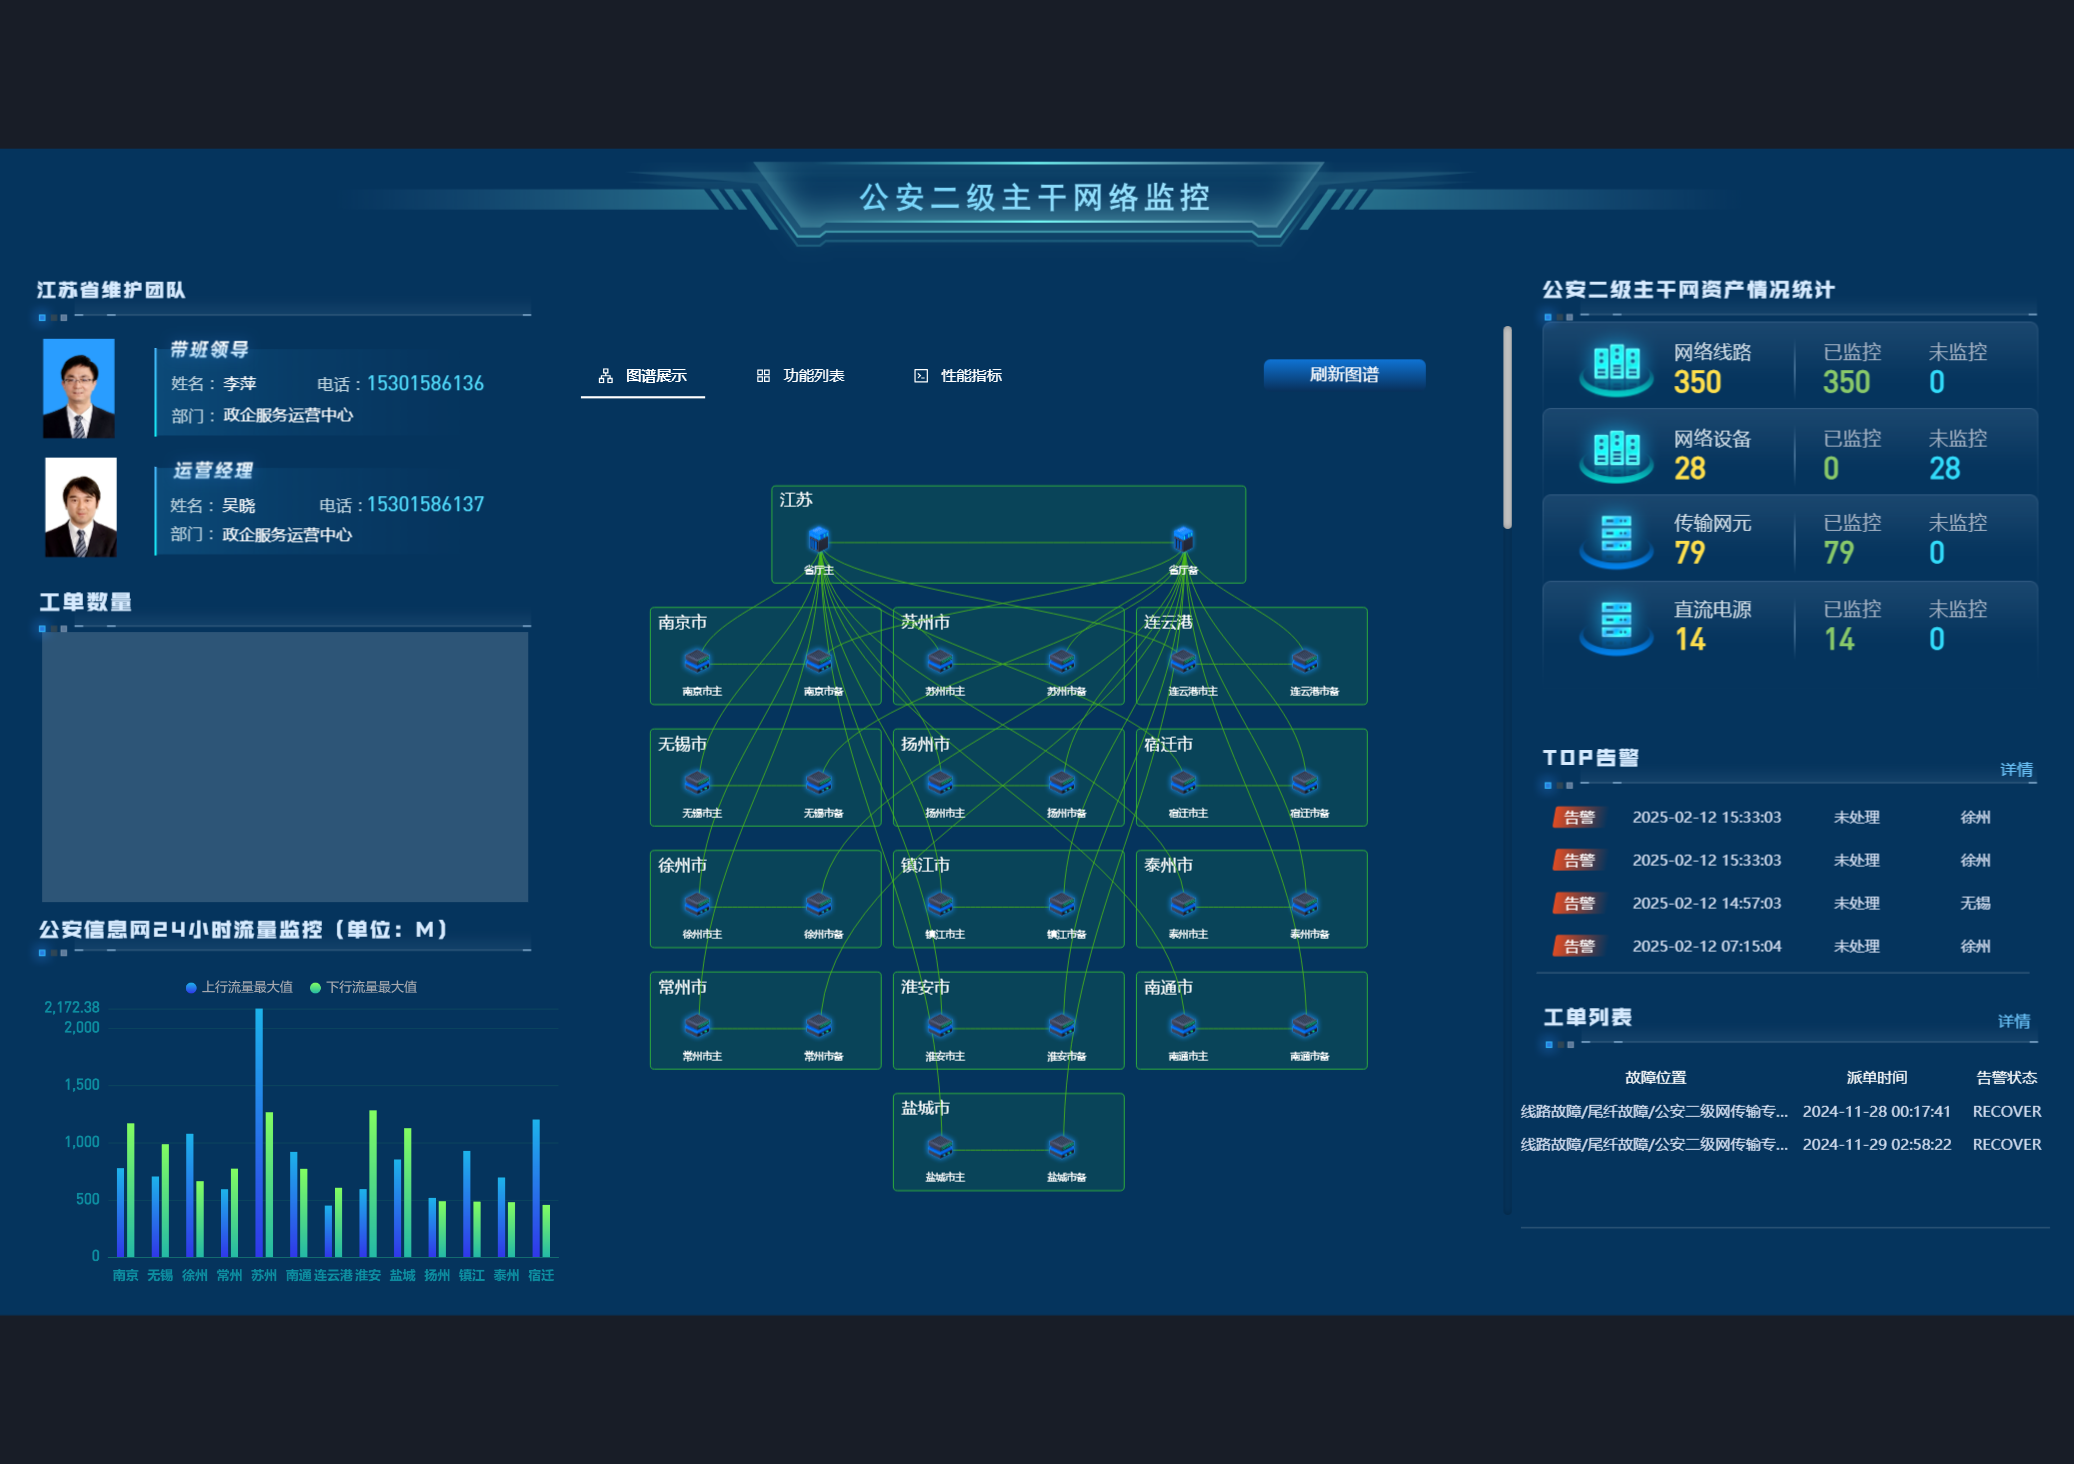 公安二级主干网络监控
江苏省维护团队
带班领导
姓名： 李萍 电话：15301586136
部门： 政企服务运营中心
运营经理
姓名： 吴晓 电话：15301586137
部门： 政企服务运营中心
工单数量
公安信息网24小时流量监控（单位：M）
上行流量最大值 下行流量最大值
2,172.38
2,000
1,500
1,000
500
0
南京 无锡 徐州 常州 苏州 南通 连云港 淮安 盐城 扬州 镇江 泰州 宿迁
图谱展示 功能列表 性能指标 刷新图谱
江苏
省厅主 省厅备
南京市 苏州市 连云港
南京市主 南京市备 苏州市主 苏州市备 连云港市主 连云港市备
无锡市 扬州市 宿迁市
无锡市主 无锡市备 扬州市主 扬州市备 宿迁市主 宿迁市备
徐州市 镇江市 泰州市
徐州市主 徐州市备 镇江市主 镇江市备 泰州市主 泰州市备
常州市 淮安市 南通市
常州市主 常州市备 淮安市主 淮安市备 南通市主 南通市备
盐城市
盐城市主 盐城市备
公安二级主干网资产情况统计
网络线路 已监控 未监控
350 350 0
网络设备 已监控 未监控
28 0 28
传输网元 已监控 未监控
79 79 0
直流电源 已监控 未监控
14 14 0
TOP告警
详情
告警 2025-02-12 15:33:03 未处理 徐州
告警 2025-02-12 15:33:03 未处理 徐州
告警 2025-02-12 14:57:03 未处理 无锡
告警 2025-02-12 07:15:04 未处理 徐州
工单列表
详情
故障位置 派单时间 告警状态
线路故障/尾纤故障/公安二级网传输专... 2024-11-28 00:17:41 RECOVER
线路故障/尾纤故障/公安二级网传输专... 2024-11-29 02:58:22 RECOVER